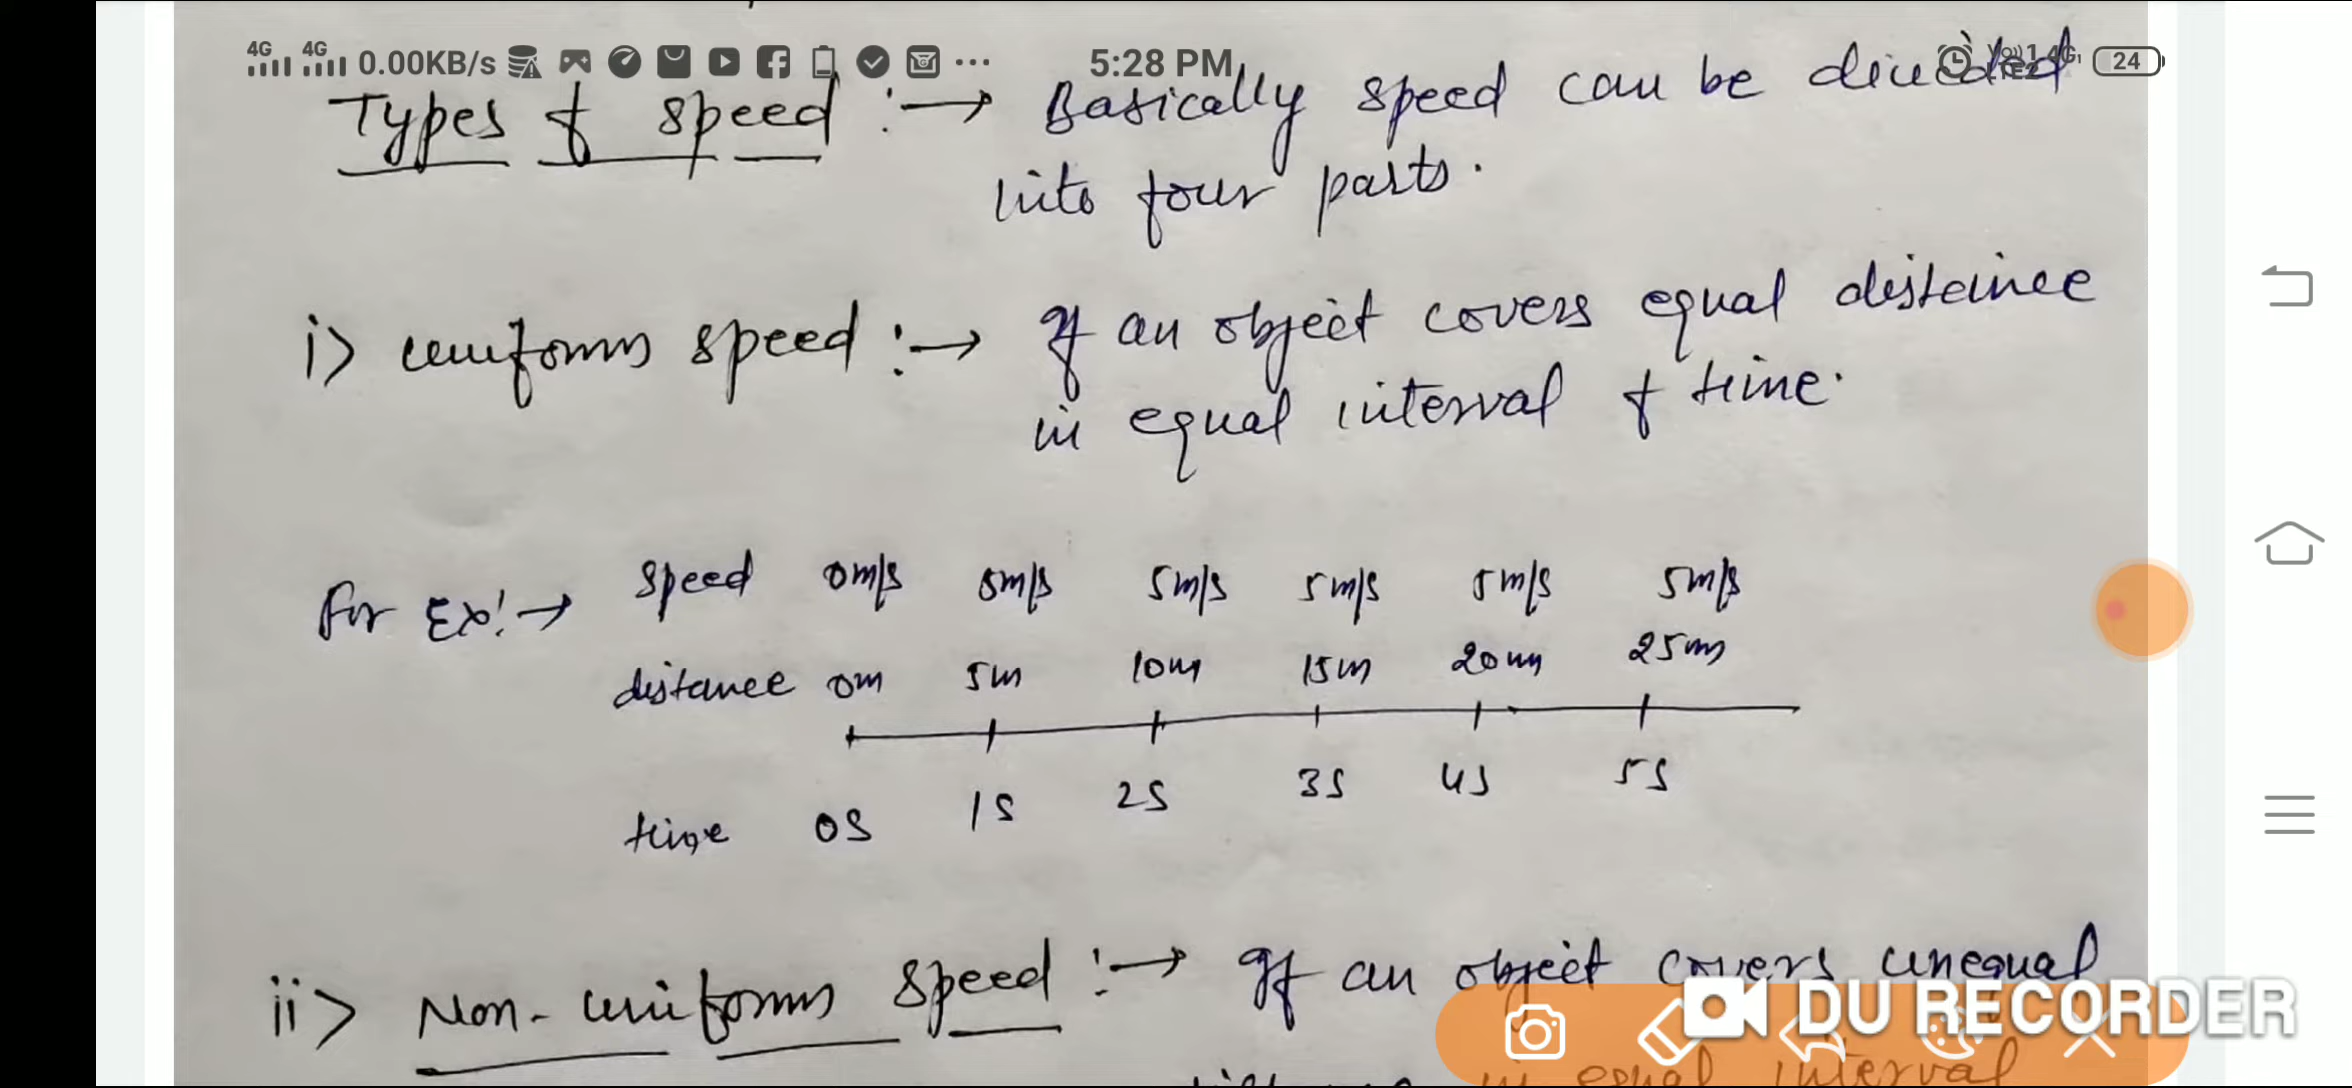 4G 4G 0.00KB/s ... 5:28 PM 24
Types of speed :→ Basically speed can be divided
into four parts.
i> uniform speed :→ If an object covers equal distance
in equal interval of time.
For Ex:→ speed 0m/s 5m/s 5m/s 5m/s 5m/s 5m/s
distance 0m 5m 10m 15m 20m 25m
time 0S 1S 2S 3S 4S 5S
ii> Non-uniform speed :→ If an object covers unequal
DU RECORDER
in equal interval